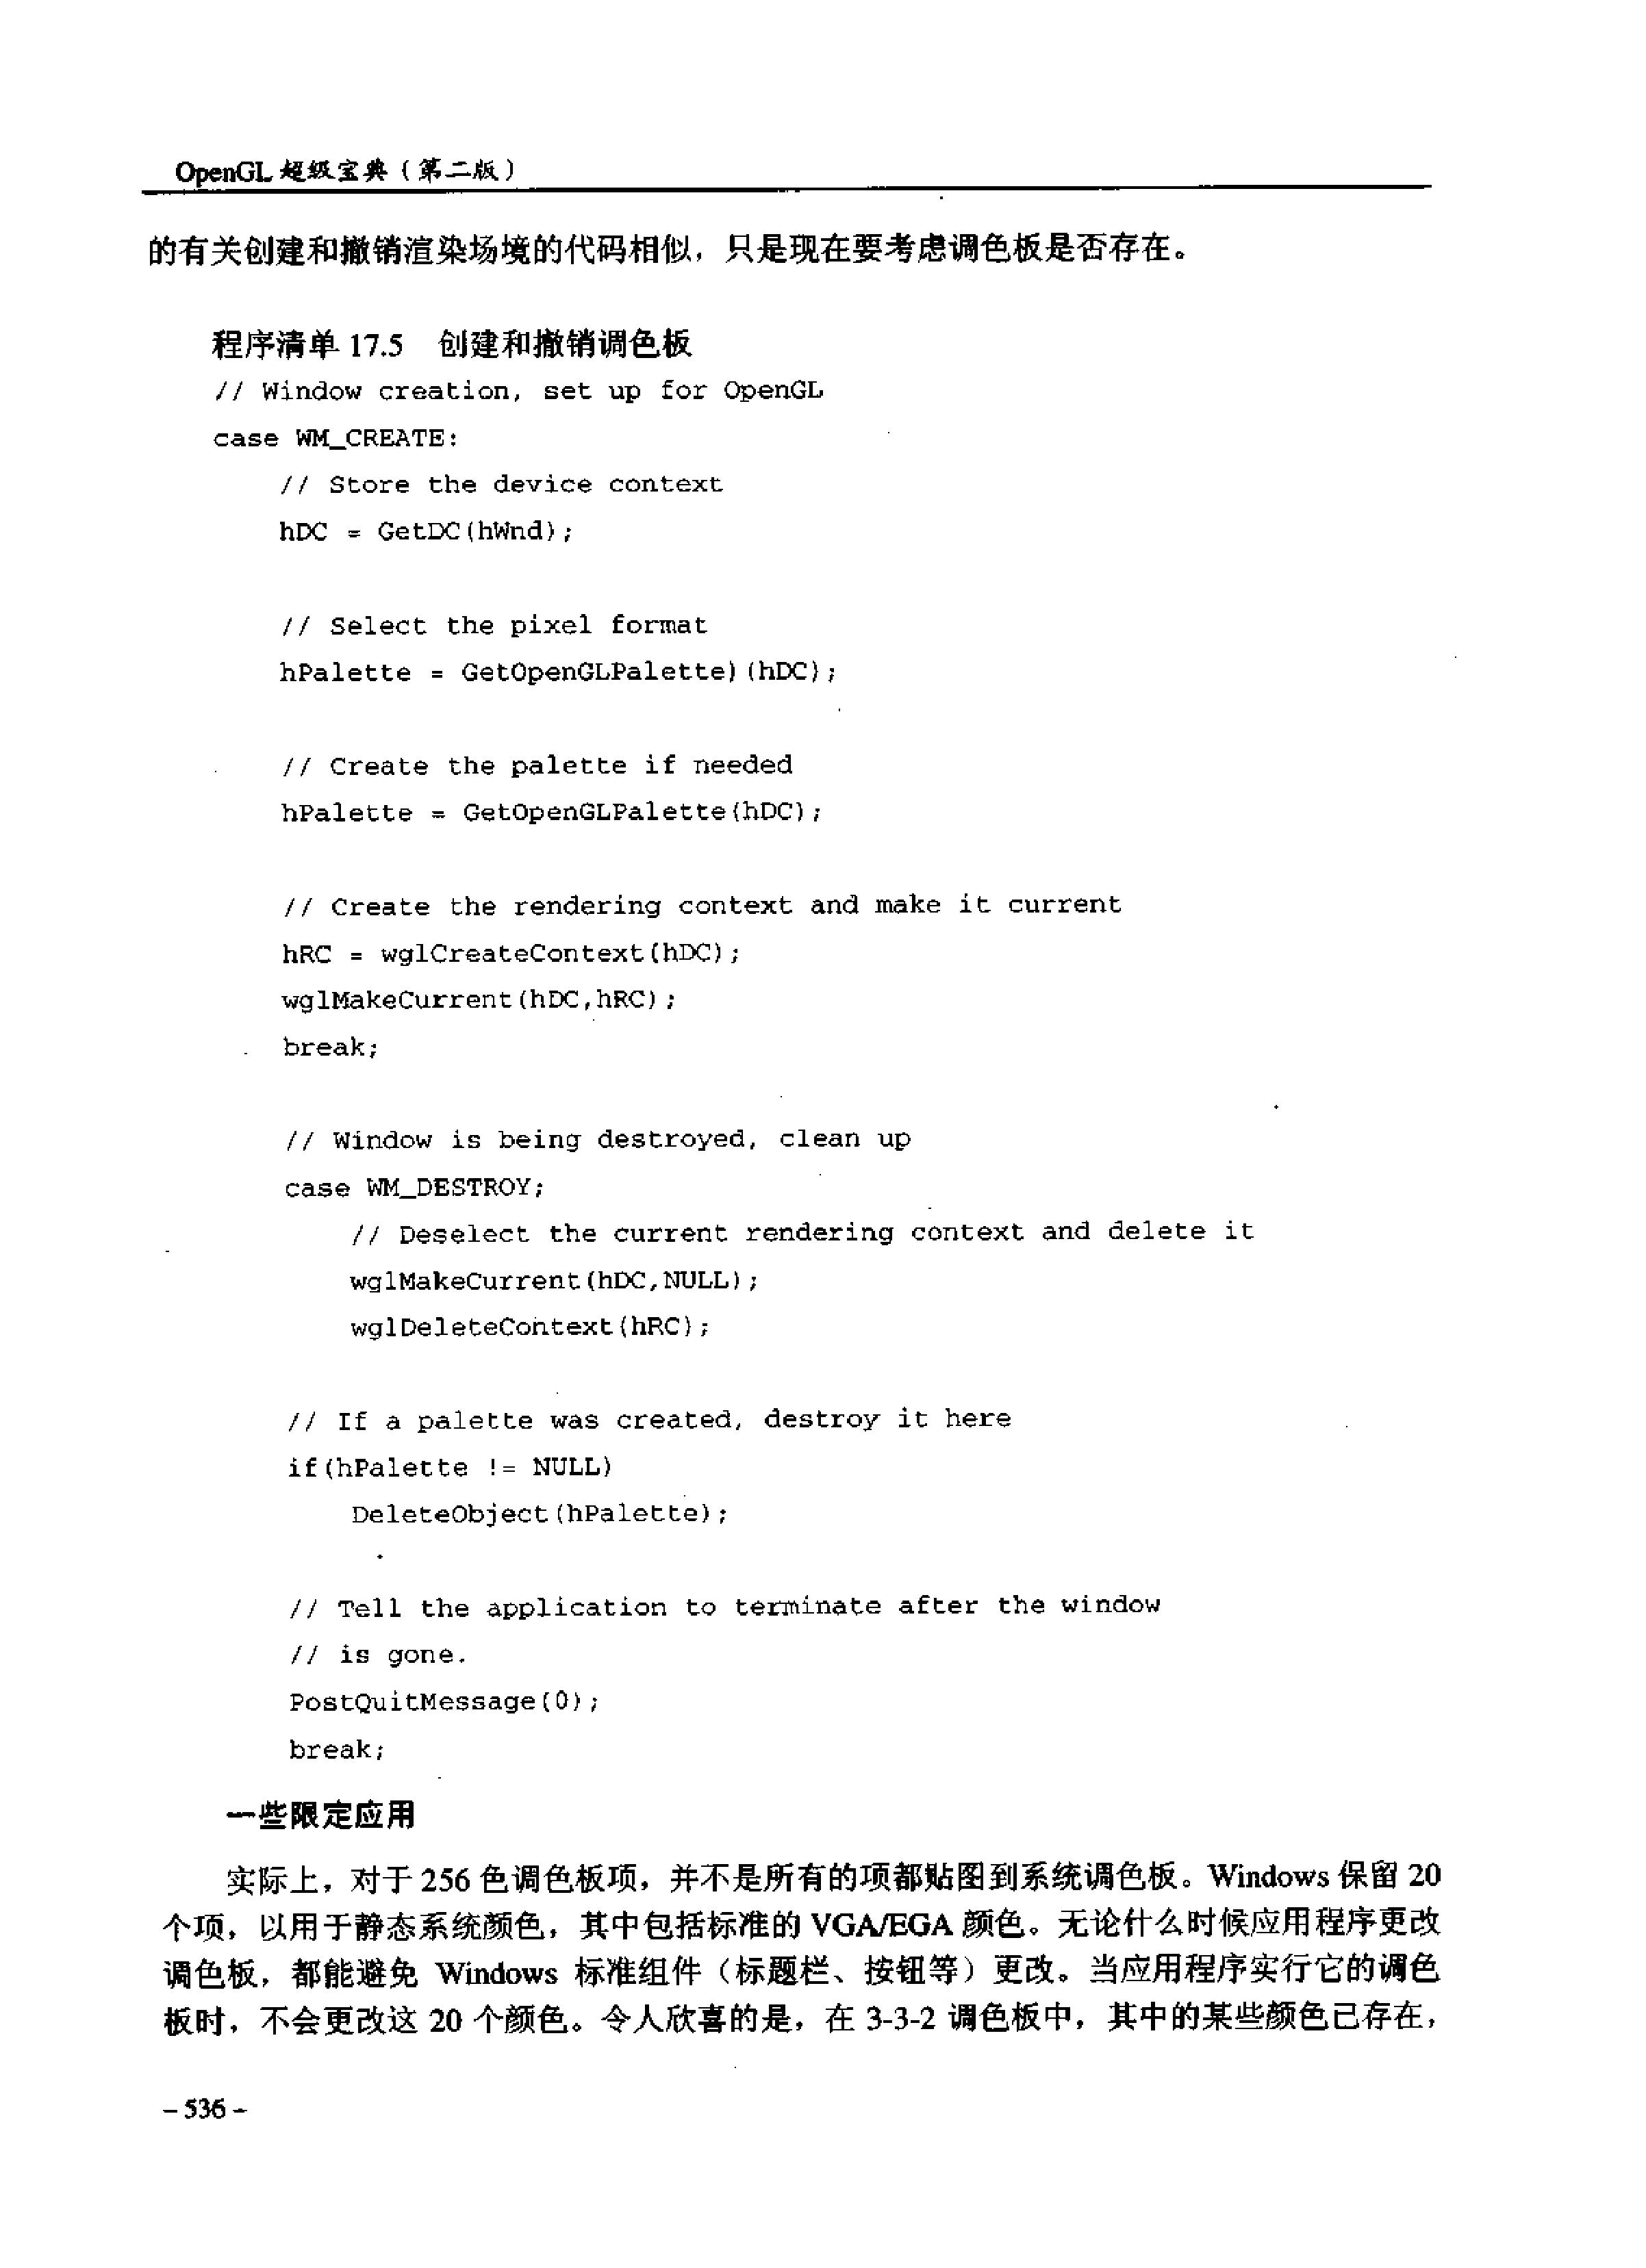 OpenGL 超级宝典（第二版）
的有关创建和撤销渲染场境的代码相似，只是现在要考虑调色板是否存在。
程序清单 17.5　创建和撤销调色板
// Window creation, set up for OpenGL
case WM_CREATE:
// Store the device context
hDC = GetDC(hWnd);
// Select the pixel format
hPalette = GetOpenGLPalette)(hDC);
// Create the palette if needed
hPalette = GetOpenGLPalette(hDC);
// Create the rendering context and make it current
hRC = wglCreateContext(hDC);
wglMakeCurrent(hDC,hRC);
break;
// Window is being destroyed, clean up
case WM_DESTROY;
// Deselect the current rendering context and delete it
wglMakeCurrent(hDC,NULL);
wglDeleteContext(hRC);
// If a palette was created, destroy it here
if(hPalette != NULL)
DeleteObject(hPalette);
// Tell the application to terminate after the window
// is gone.
PostQuitMessage(0);
break;
一些限定应用
实际上，对于 256 色调色板项，并不是所有的项都贴图到系统调色板。Windows 保留 20
个项，以用于静态系统颜色，其中包括标准的 VGA/EGA 颜色。无论什么时候应用程序更改
调色板，都能避免 Windows 标准组件（标题栏、按钮等）更改。当应用程序实行它的调色
板时，不会更改这 20 个颜色。令人欣喜的是，在 3-3-2 调色板中，其中的某些颜色已存在，
- 536 -